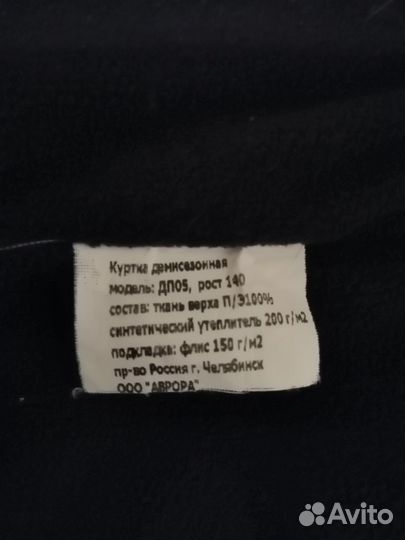 Куртка демисезонная
модель: ДП05, рост 140
состав: ткань верха П/Э100%
синтетический утеплитель 200 г/м2
подкладка: флис 150 г/м2
пр-во Россия г. Челябинск
ООО "АВРОРА"
Avito